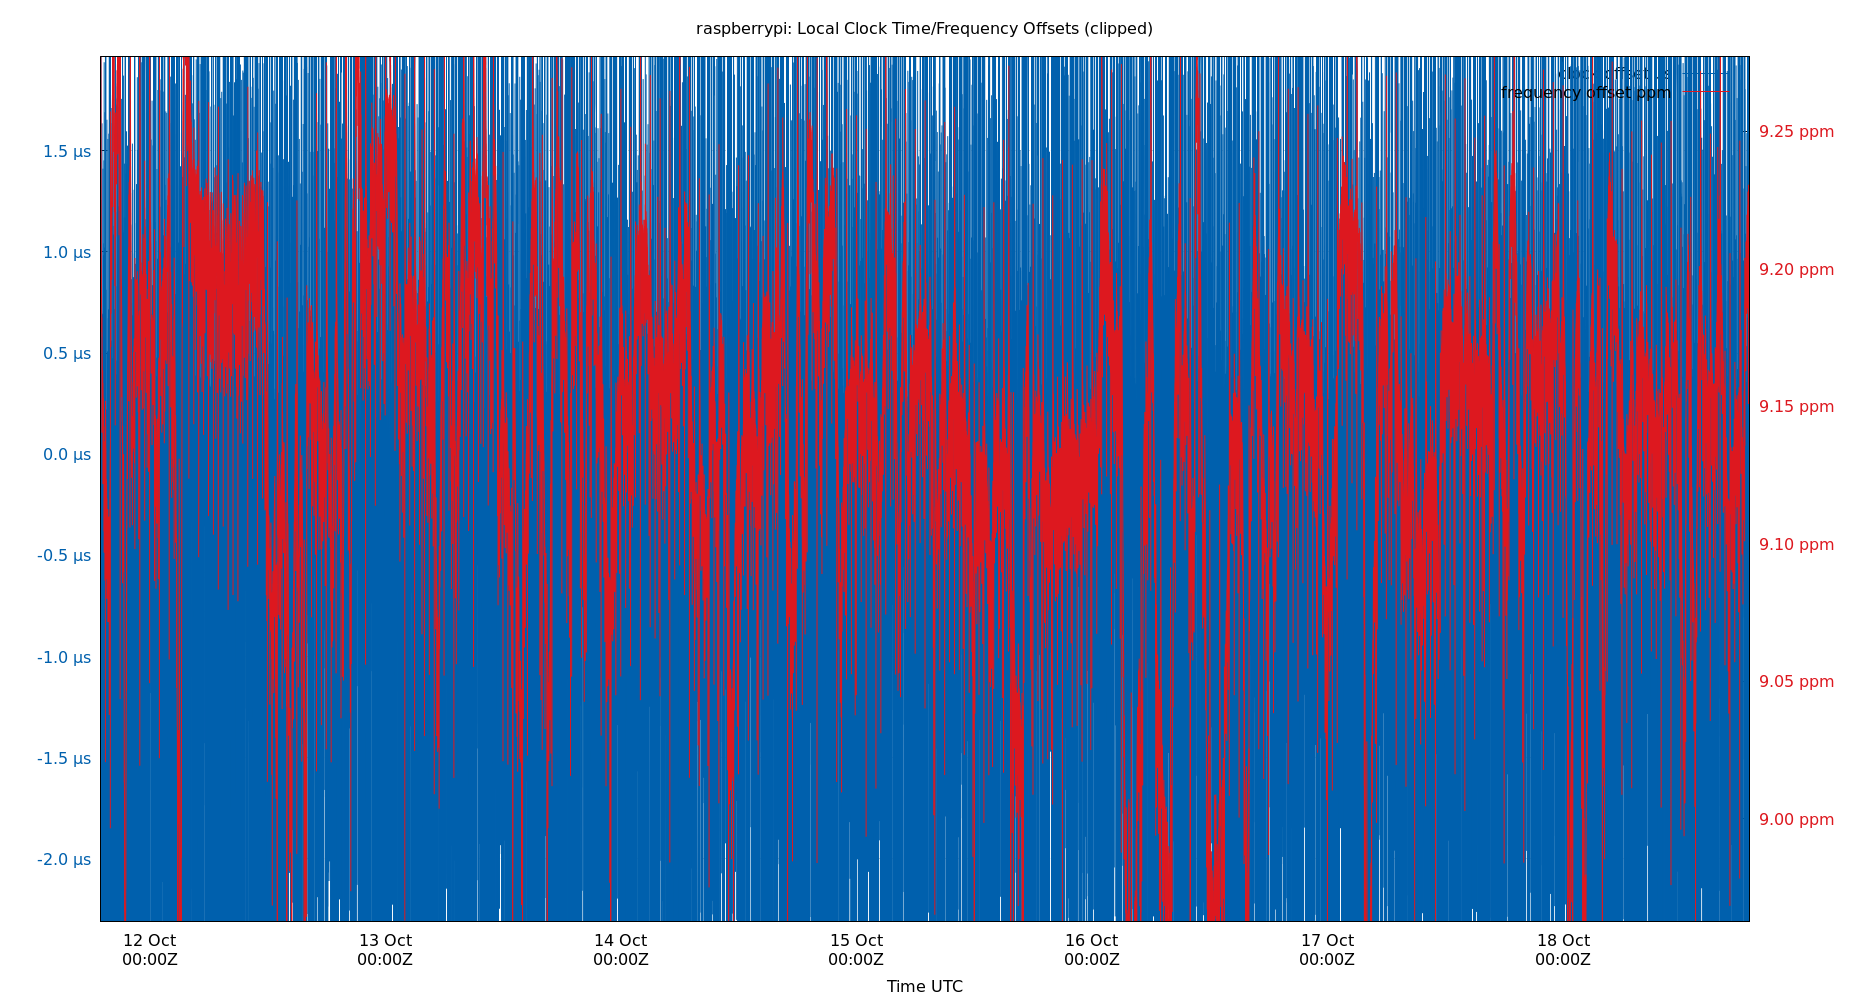 raspberrypi: Local Clock Time/Frequency Offsets (clipped)
clock offset µs
frequency offset ppm
1.5 µs
1.0 µs
0.5 µs
0.0 µs
-0.5 µs
-1.0 µs
-1.5 µs
-2.0 µs
9.25 ppm
9.20 ppm
9.15 ppm
9.10 ppm
9.05 ppm
9.00 ppm
12 Oct 13 Oct 14 Oct 15 Oct 16 Oct 17 Oct 18 Oct
00:00Z 00:00Z 00:00Z 00:00Z 00:00Z 00:00Z 00:00Z
Time UTC